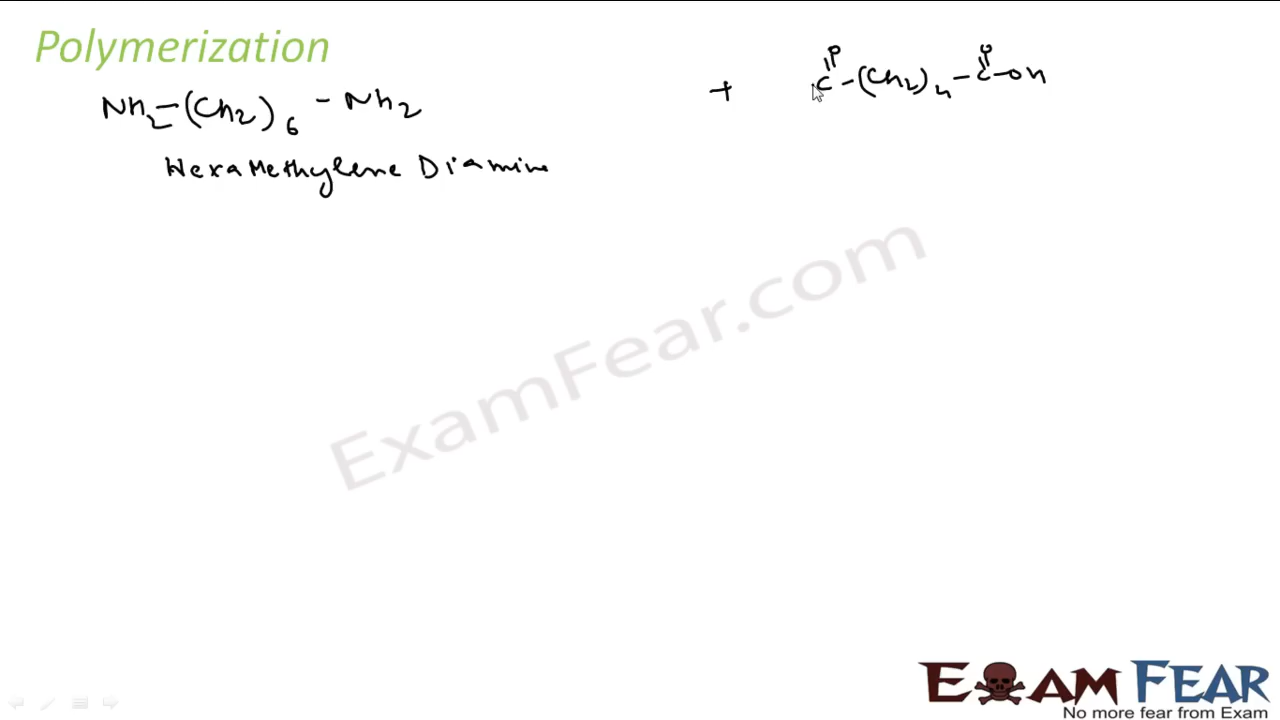 Polymerization
NH2-(CH2)6-NH2 + C-(CH2)4-C-OH
O O
HexaMethylene Diamine
ExamFear.com
EXAM FEAR
No more fear from Exam